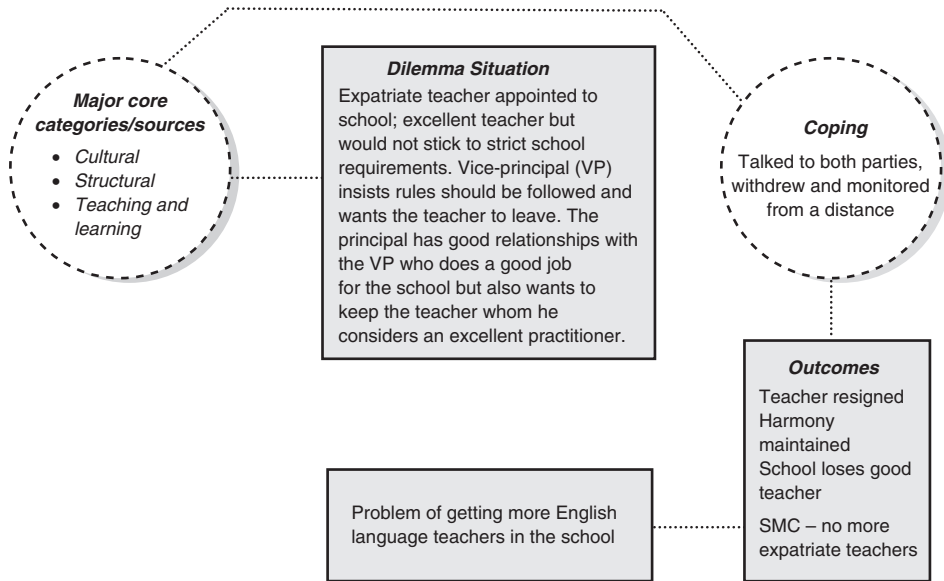 Major core
categories/sources
• Cultural
• Structural
• Teaching and
learning
Dilemma Situation
Expatriate teacher appointed to
school; excellent teacher but
would not stick to strict school
requirements. Vice-principal (VP)
insists rules should be followed and
wants the teacher to leave. The
principal has good relationships with
the VP who does a good job
for the school but also wants to
keep the teacher whom he
considers an excellent practitioner.
Coping
Talked to both parties,
withdrew and monitored
from a distance
Outcomes
Teacher resigned
Harmony
maintained
School loses good
teacher
SMC – no more
expatriate teachers
Problem of getting more English
language teachers in the school